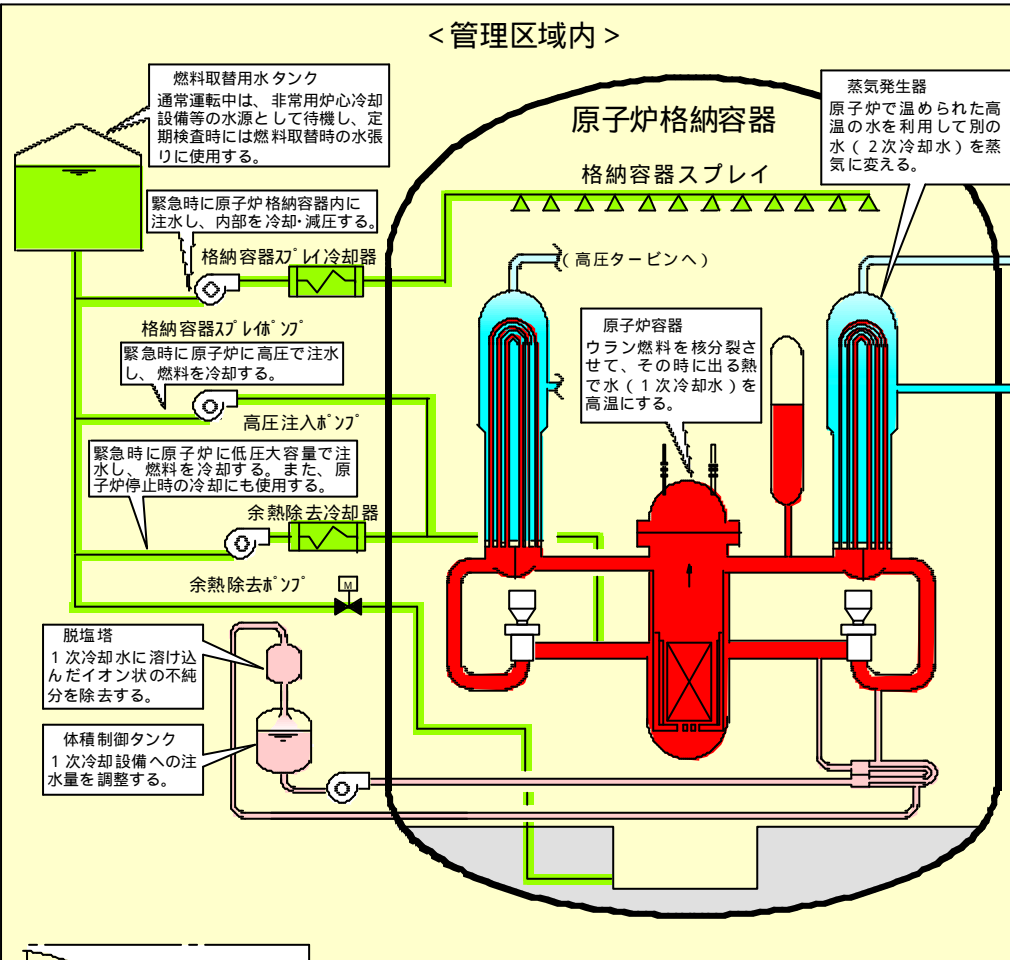 ＜管理区域内＞
燃料取替用水タンク
通常運転中は、非常用炉心冷却
設備等の水源として待機し、定
期検査時には燃料取替時の水張
りに使用する。
蒸気発生器
原子炉で温められた高
温の水を利用して別の
水（２次冷却水）を蒸
気に変える。
原子炉格納容器
格納容器スプレイ
緊急時に原子炉格納容器内に
注水し、内部を冷却・減圧する。
格納容器ｽﾌﾟﾚｲ冷却器
（高圧タービンへ）
格納容器ｽﾌﾟﾚｲﾎﾟﾝﾌﾟ
緊急時に原子炉に高圧で注水
し、燃料を冷却する。
原子炉容器
ウラン燃料を核分裂さ
せて、その時に出る熱
で水（１次冷却水）を
高温にする。
高圧注入ﾎﾟﾝﾌﾟ
緊急時に原子炉に低圧大容量で注
水し、燃料を冷却する。また、原
子炉停止時の冷却にも使用する。
余熱除去冷却器
余熱除去ﾎﾟﾝﾌﾟ
M
脱塩塔
１次冷却水に溶け込
んだイオン状の不純
分を除去する。
体積制御タンク
１次冷却設備への注
水量を調整する。